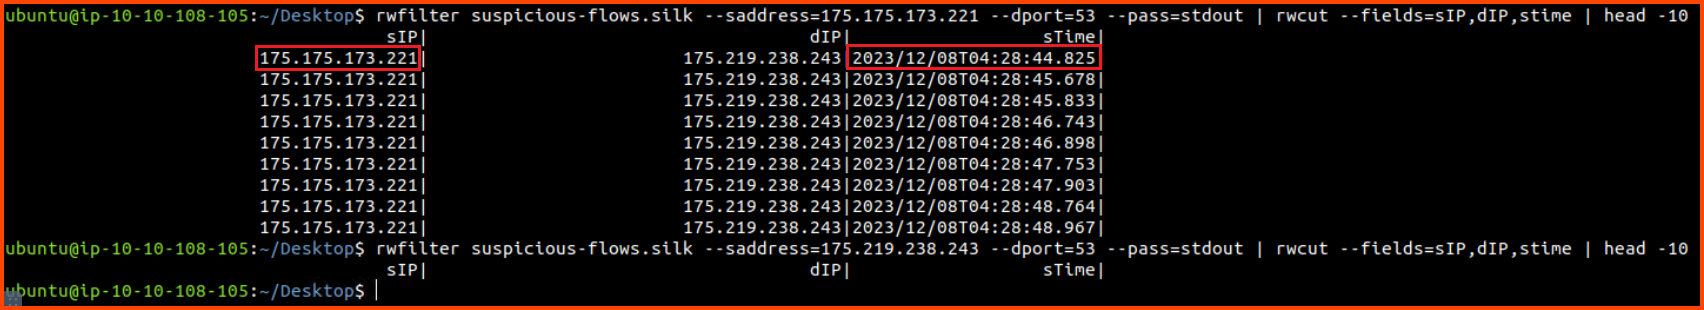 ubuntu@ip-10-10-108-105:~/Desktop$ rwfilter suspicious-flows.silk --saddress=175.175.173.221 --dport=53 --pass=stdout | rwcut --fields=sIP,dIP,stime | head -10
sIP| dIP| sTime|
175.175.173.221| 175.219.238.243|2023/12/08T04:28:44.825|
175.175.173.221| 175.219.238.243|2023/12/08T04:28:45.678|
175.175.173.221| 175.219.238.243|2023/12/08T04:28:45.833|
175.175.173.221| 175.219.238.243|2023/12/08T04:28:46.743|
175.175.173.221| 175.219.238.243|2023/12/08T04:28:46.898|
175.175.173.221| 175.219.238.243|2023/12/08T04:28:47.753|
175.175.173.221| 175.219.238.243|2023/12/08T04:28:47.903|
175.175.173.221| 175.219.238.243|2023/12/08T04:28:48.764|
175.175.173.221| 175.219.238.243|2023/12/08T04:28:48.967|
ubuntu@ip-10-10-108-105:~/Desktop$ rwfilter suspicious-flows.silk --saddress=175.219.238.243 --dport=53 --pass=stdout | rwcut --fields=sIP,dIP,stime | head -10
sIP| dIP| sTime|
ubuntu@ip-10-10-108-105:~/Desktop$